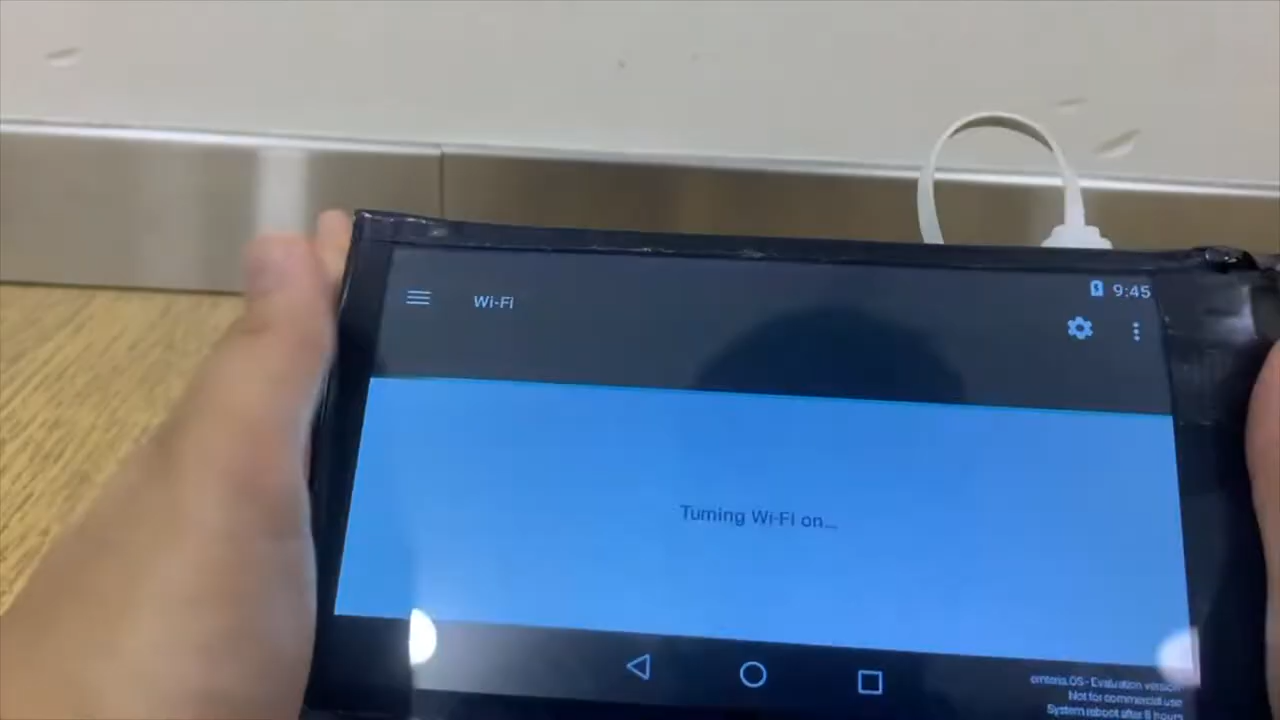 Wi-Fi
9:45
Turning Wi-Fi on...
emteria.OS - Evaluation version
Not for commercial use
System reboot after 8 hours